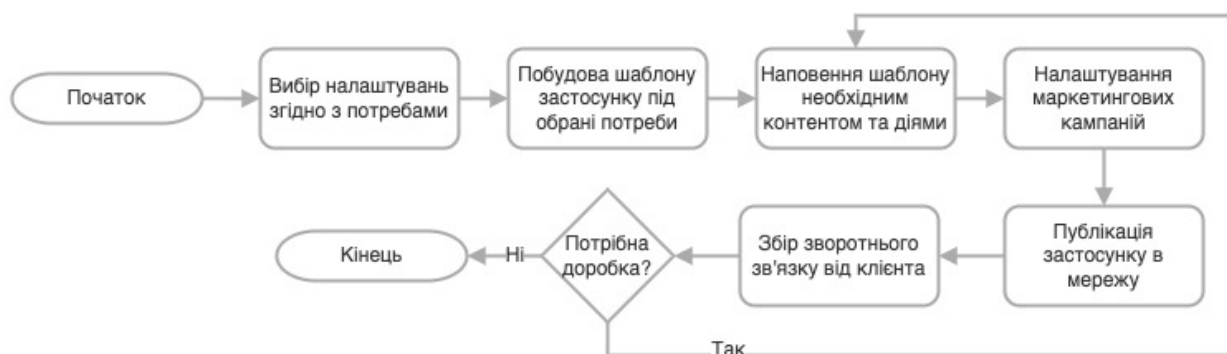 Початок
Вибір налаштувань
згідно з потребами
Побудова шаблону
застосунку під
обрані потреби
Наповення шаблону
необхідним
контентом та діями
Налаштування
маркетингових
кампаній
Публікація
застосунку в
мережу
Збір зворотнього
зв'язку від клієнта
Потрібна
доробка?
Ні
Кінець
Так